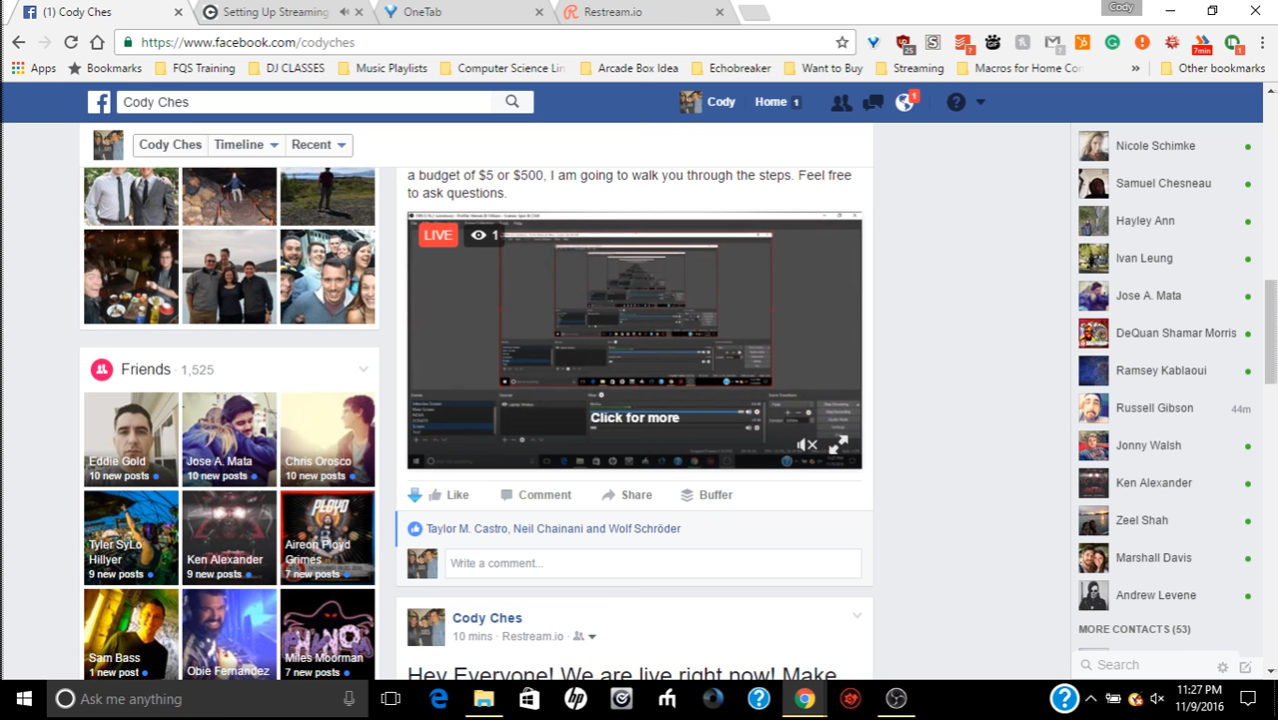 (1) Cody Ches
Setting Up Streaming
OneTab
Restream.io
Cody
https://www.facebook.com/codyches
25
7
7
7min
1
Apps
Bookmarks
FQS Training
DJ CLASSES
Music Playlists
Computer Science Lin
Arcade Box Idea
Echobreaker
Want to Buy
Streaming
Macros for Home Co
»
Other bookmarks
Cody Ches
Cody
Home 1
1
Cody Ches
Timeline
Recent
a budget of $5 or $500, I am going to walk you through the steps. Feel free
to ask questions.
LIVE
1
Click for more
Friends · 1,525
Eddie Gold
10 new posts
Jose A. Mata
10 new posts
Chris Orosco
10 new posts
Tyler SyLo
Hillyer
9 new posts
Ken Alexander
9 new posts
PLOYD
Aireon Ployd
Grimes
7 new posts
Sam Bass
1 new post
Obie Fernandez
Miles Moorman
7 new posts
Like
Comment
Share
Buffer
Taylor M. Castro, Neil Chainani and Wolf Schröder
Write a comment...
Cody Ches
10 mins · Restream.io ·
Hey Everyone! We are live right now! Make
Nicole Schimke
Samuel Chesneau
Hayley Ann
Ivan Leung
Jose A. Mata
DeQuan Shamar Morris
Ramsey Kablaoui
Russell Gibson 44m
Jonny Walsh
Ken Alexander
Zeel Shah
Marshall Davis
Andrew Levene
MORE CONTACTS (53)
Search
Ask me anything
11:27 PM
11/9/2016